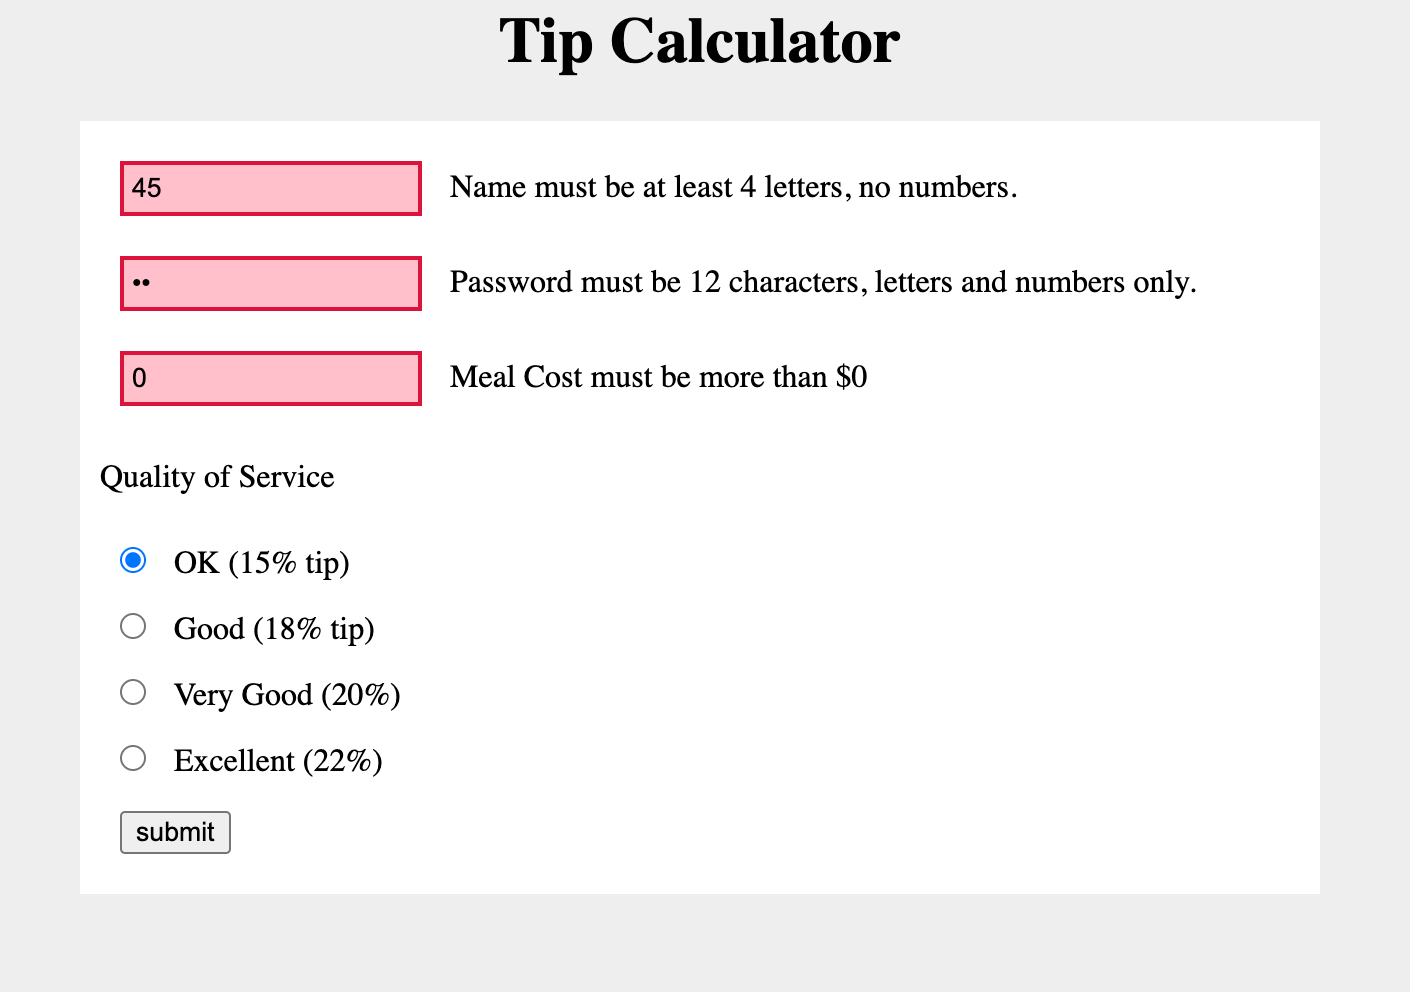 Tip Calculator
45
Name must be at least 4 letters, no numbers.
••
Password must be 12 characters, letters and numbers only.
0
Meal Cost must be more than $0
Quality of Service
OK (15% tip)
Good (18% tip)
Very Good (20%)
Excellent (22%)
submit